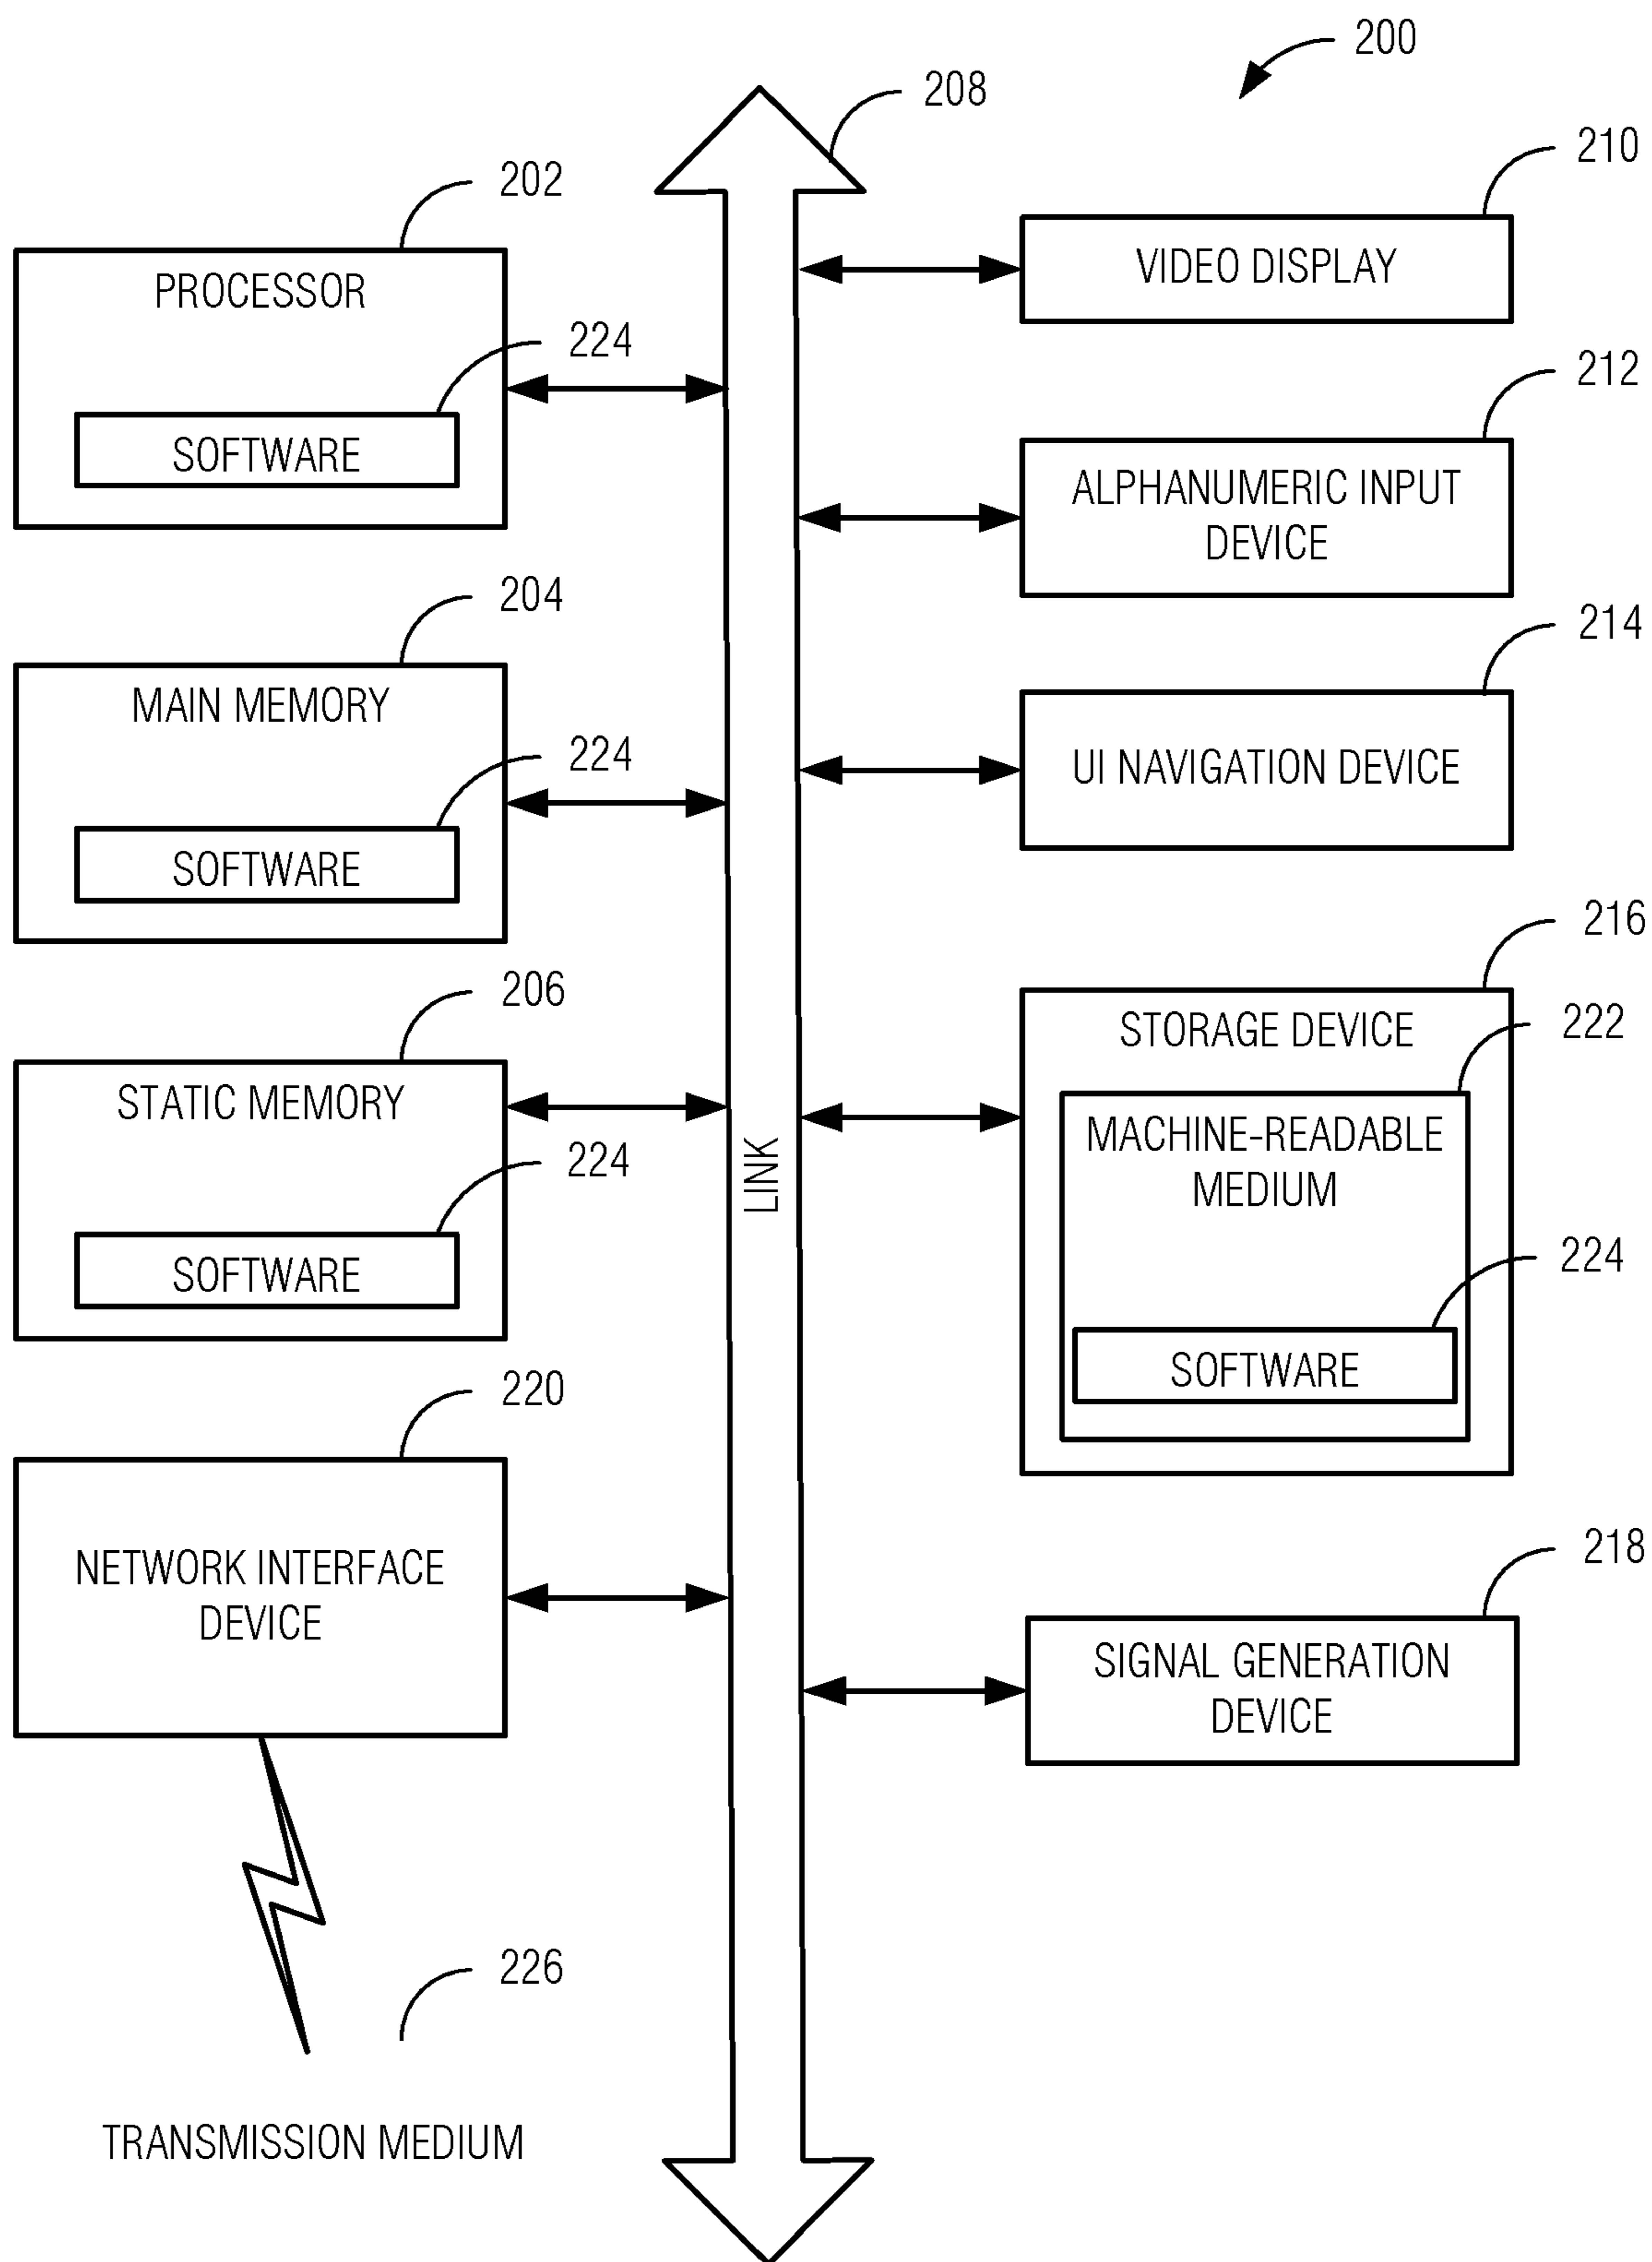 200
208
202
PROCESSOR
224
SOFTWARE
204
MAIN MEMORY
224
SOFTWARE
206
STATIC MEMORY
224
SOFTWARE
220
NETWORK INTERFACE
DEVICE
226
TRANSMISSION MEDIUM
LINK
210
VIDEO DISPLAY
212
ALPHANUMERIC INPUT
DEVICE
214
UI NAVIGATION DEVICE
216
STORAGE DEVICE
222
MACHINE-READABLE
MEDIUM
224
SOFTWARE
218
SIGNAL GENERATION
DEVICE